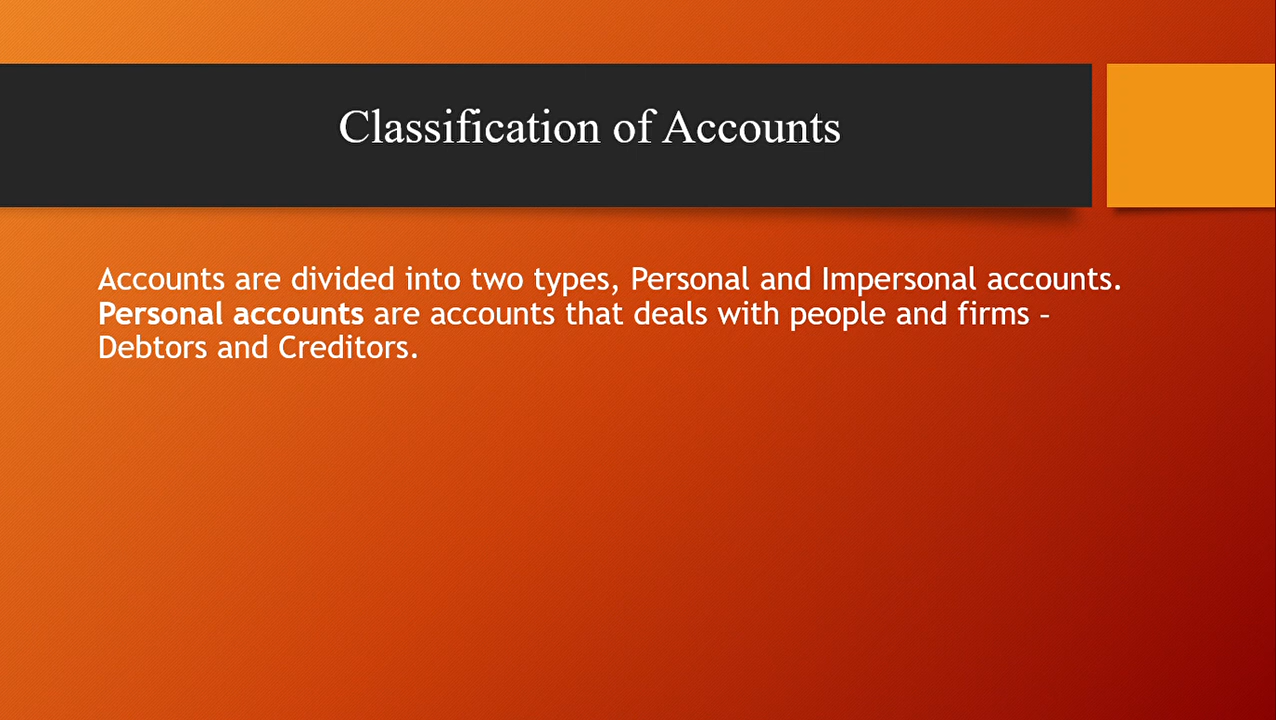 Classification of Accounts
Accounts are divided into two types, Personal and Impersonal accounts.
Personal accounts are accounts that deals with people and firms –
Debtors and Creditors.